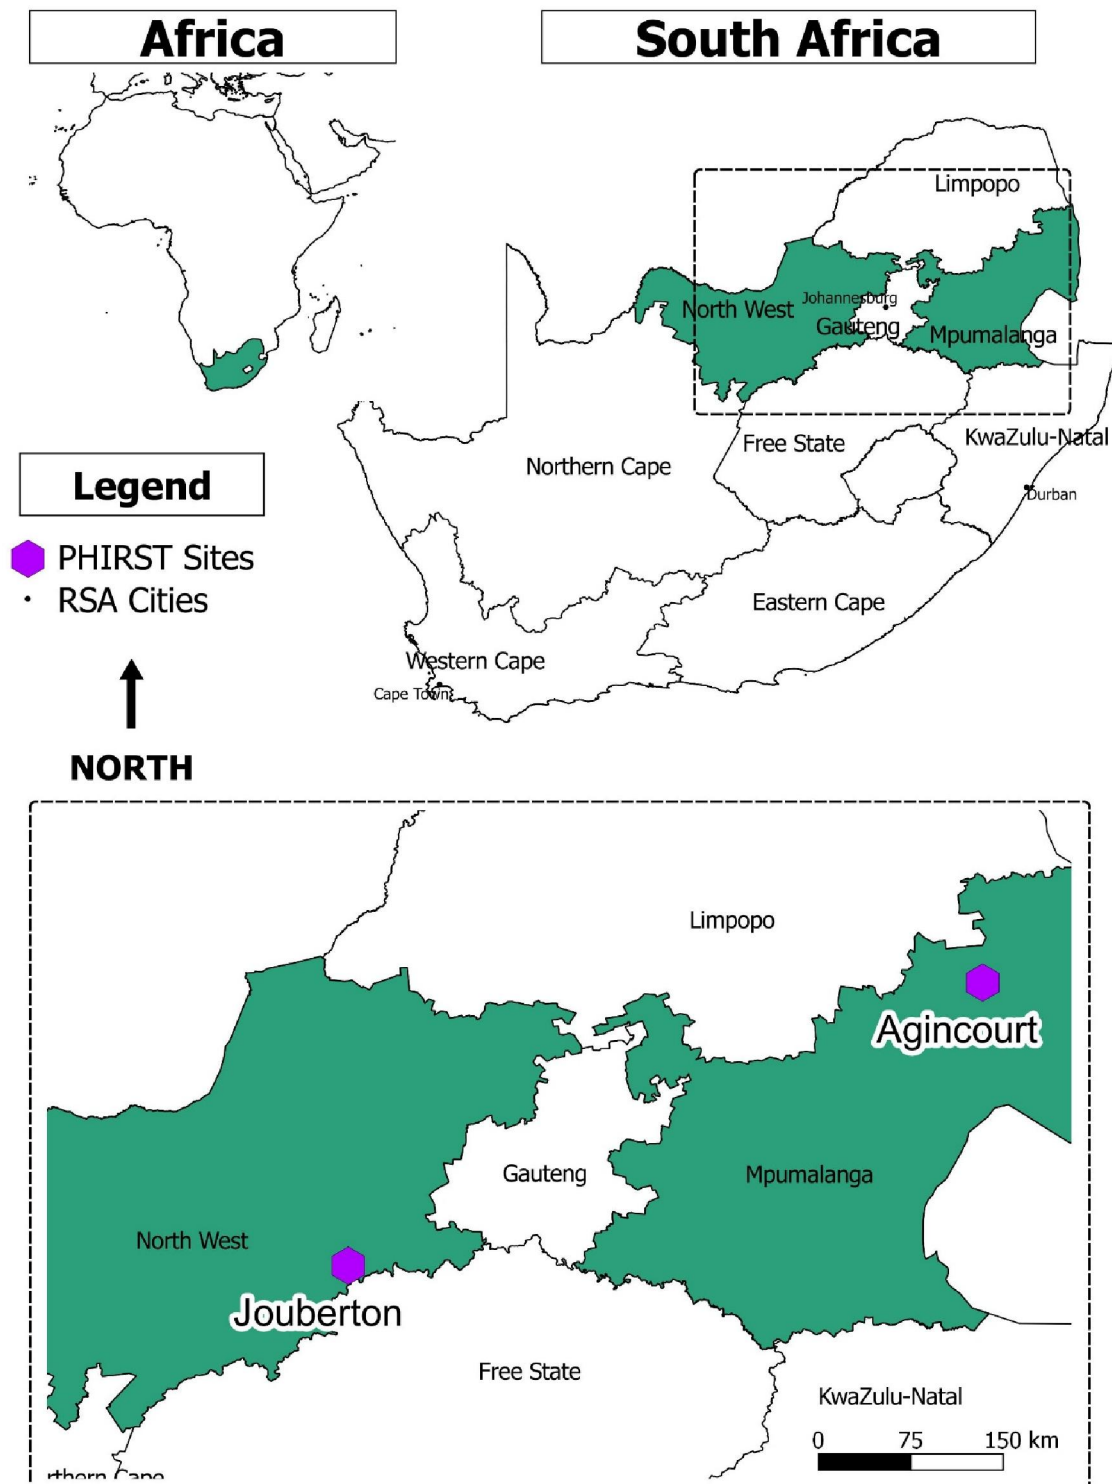 Africa
South Africa
Limpopo
Johannesburg
North West
Gauteng
Mpumalanga
KwaZulu-Natal
Free State
Northern Cape
Durban
Legend
PHIRST Sites
RSA Cities
Eastern Cape
Western Cape
Cape Town
NORTH
Limpopo
Agincourt
Gauteng
Mpumalanga
North West
Jouberton
Free State
KwaZulu-Natal
0 75 150 km